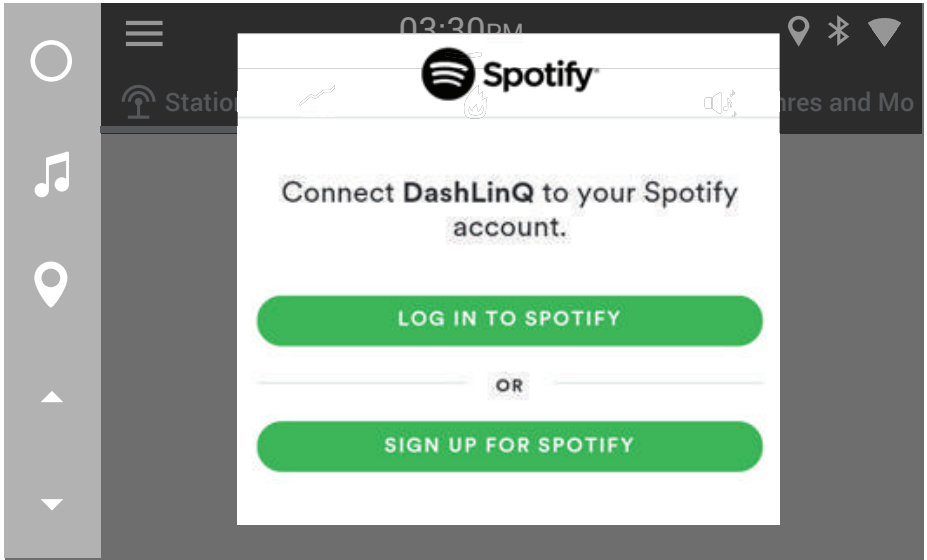 03:30PM
Spotify
Station
nres and Mo
Connect DashLinQ to your Spotify
account.
LOG IN TO SPOTIFY
OR
SIGN UP FOR SPOTIFY